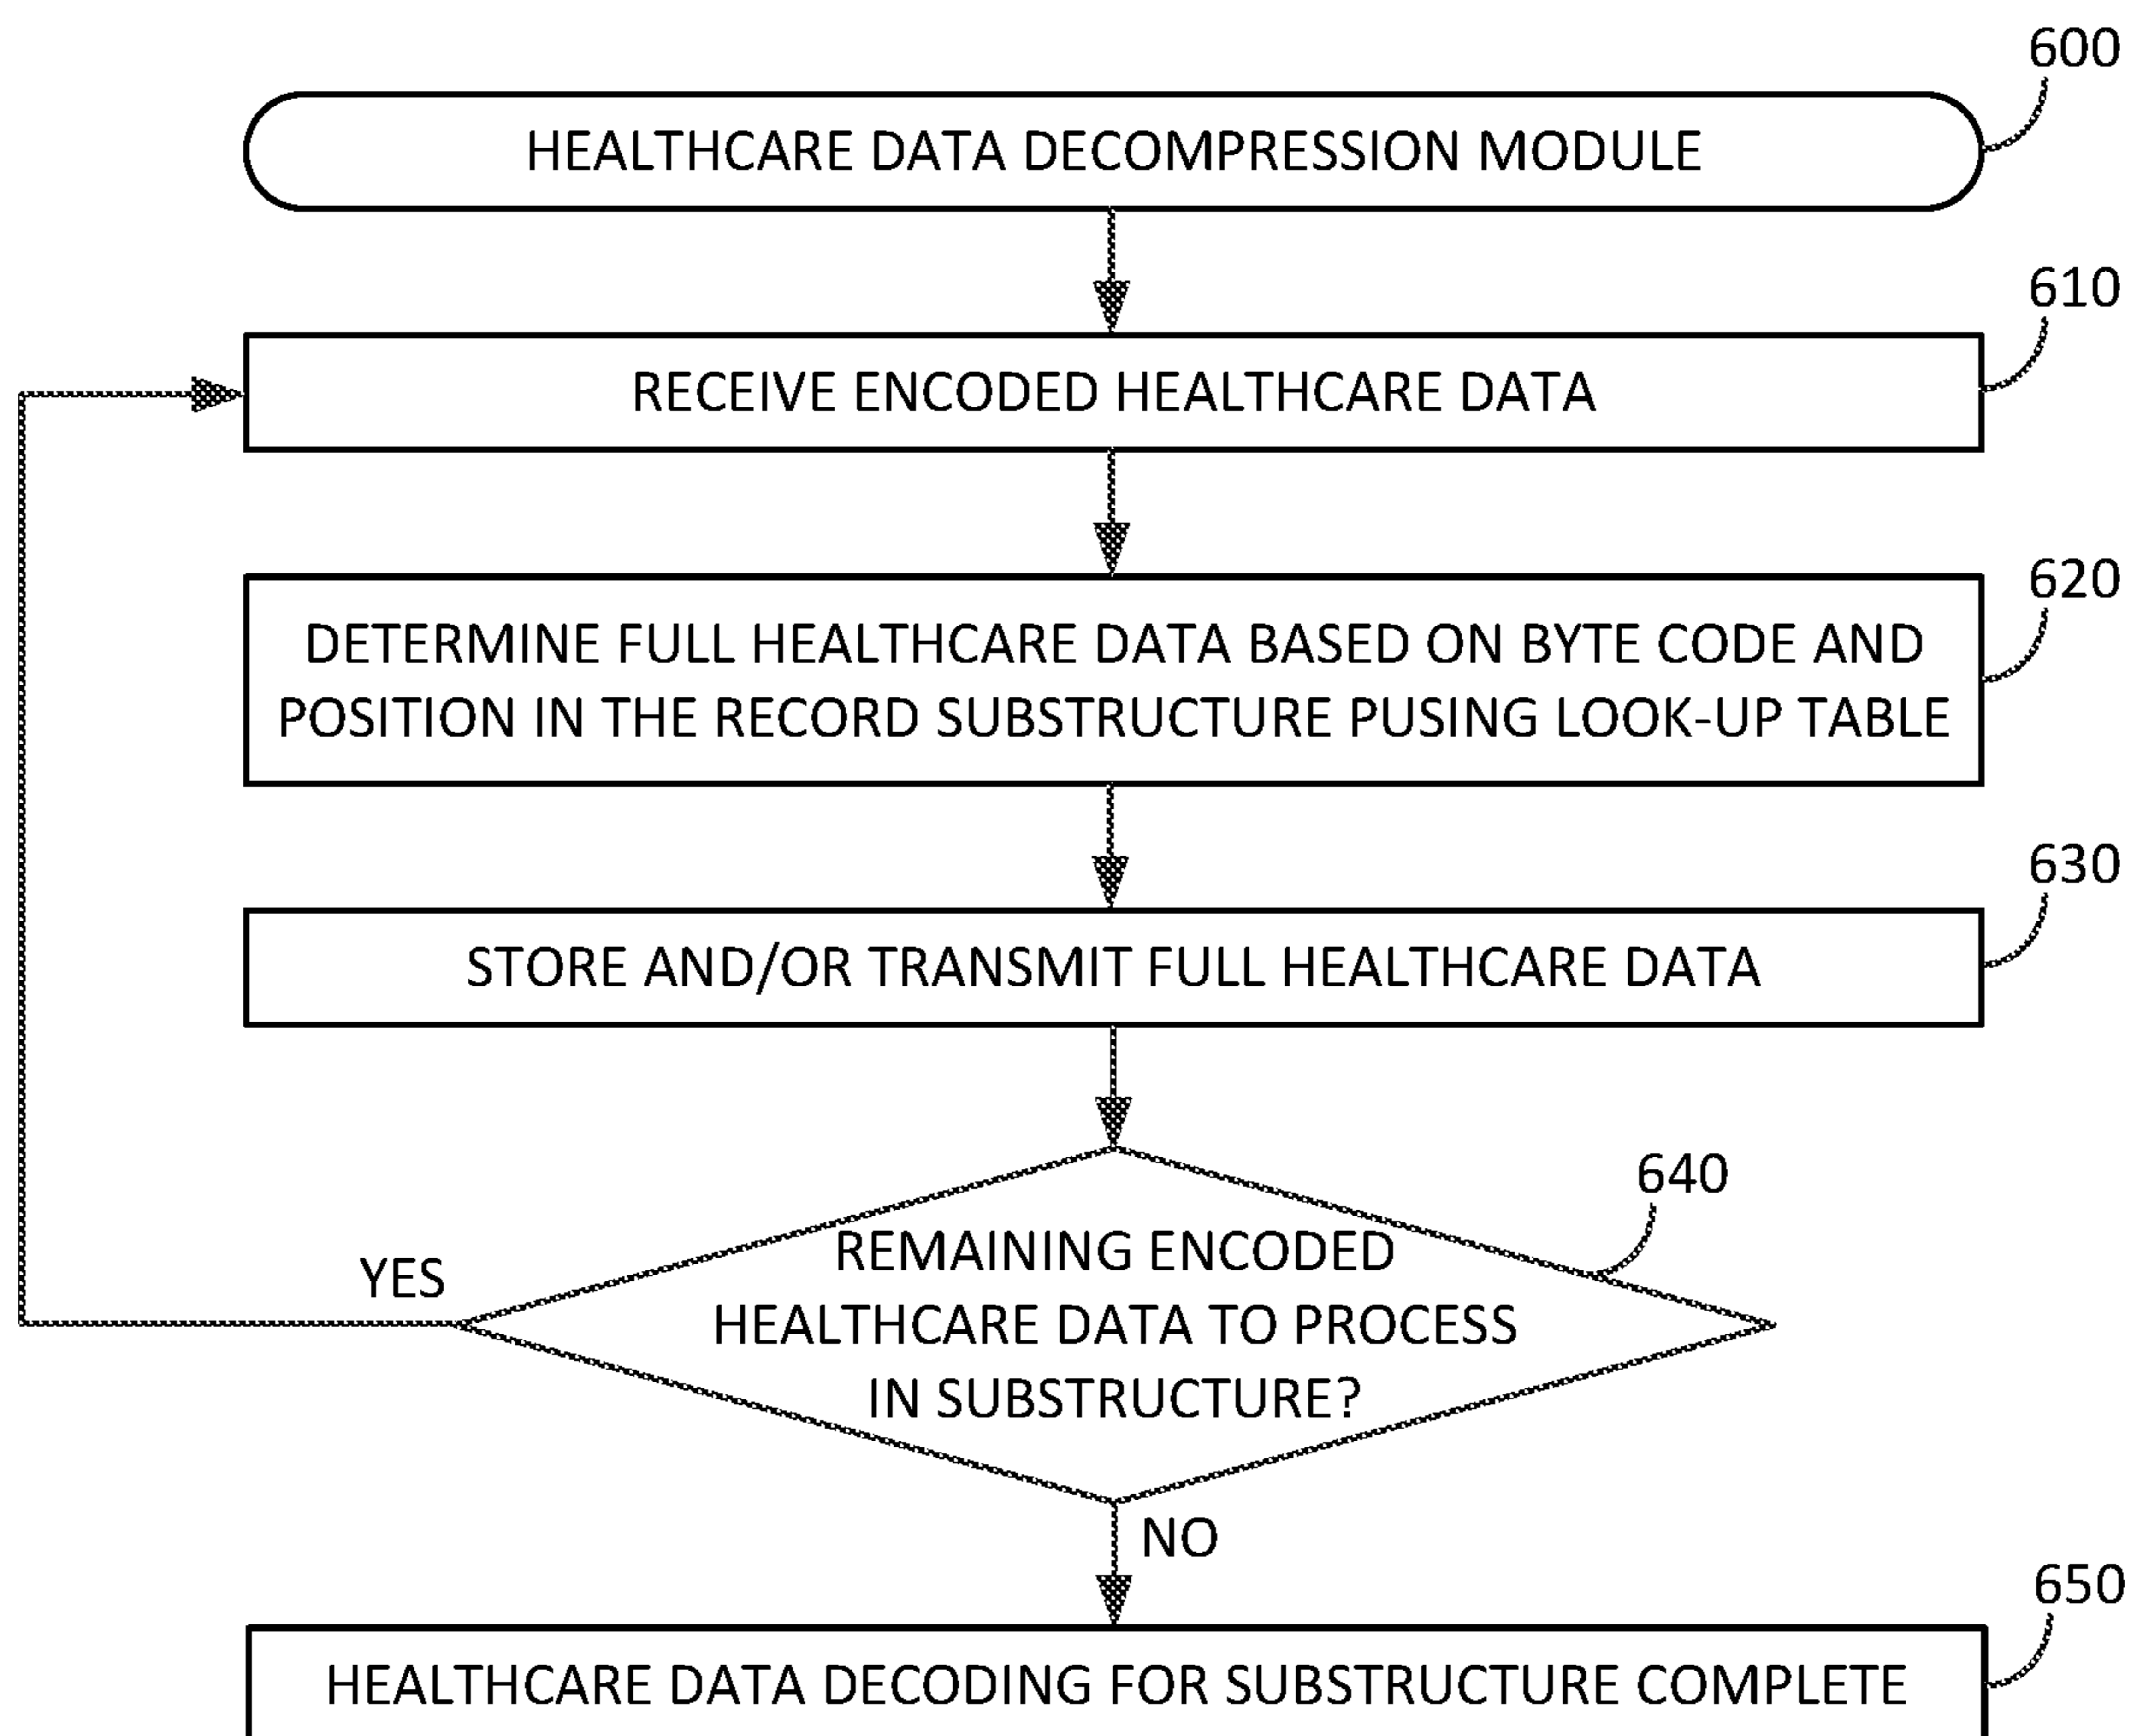 600
HEALTHCARE DATA DECOMPRESSION MODULE
610
RECEIVE ENCODED HEALTHCARE DATA
620
DETERMINE FULL HEALTHCARE DATA BASED ON BYTE CODE AND
POSITION IN THE RECORD SUBSTRUCTURE PUSING LOOK-UP TABLE
630
STORE AND/OR TRANSMIT FULL HEALTHCARE DATA
640
REMAINING ENCODED
HEALTHCARE DATA TO PROCESS
IN SUBSTRUCTURE?
YES
NO
650
HEALTHCARE DATA DECODING FOR SUBSTRUCTURE COMPLETE